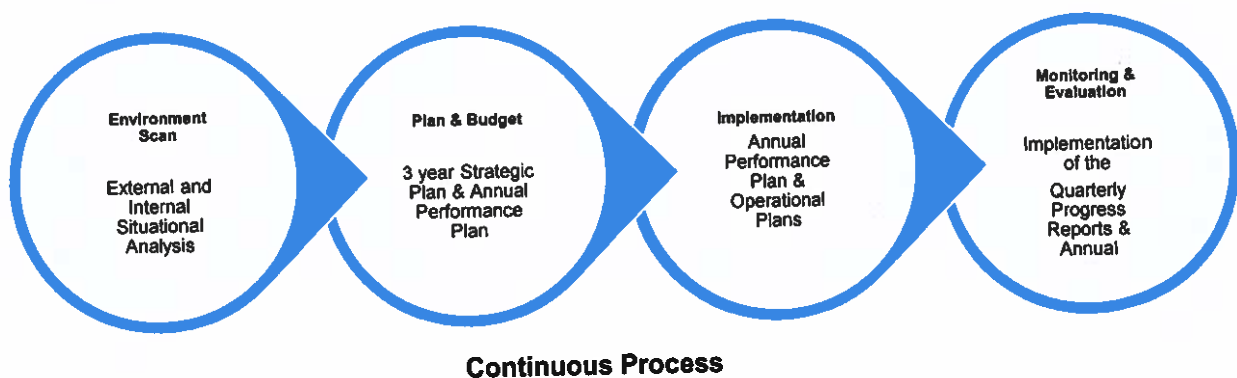 Environment
Scan
External and
Internal
Situational
Analysis
Plan & Budget
3 year Strategic
Plan & Annual
Performance
Plan
Implementation
Annual
Performance
Plan &
Operational
Plans
Monitoring &
Evaluation
Implementation
of the
Quarterly
Progress
Reports &
Annual
Continuous Process